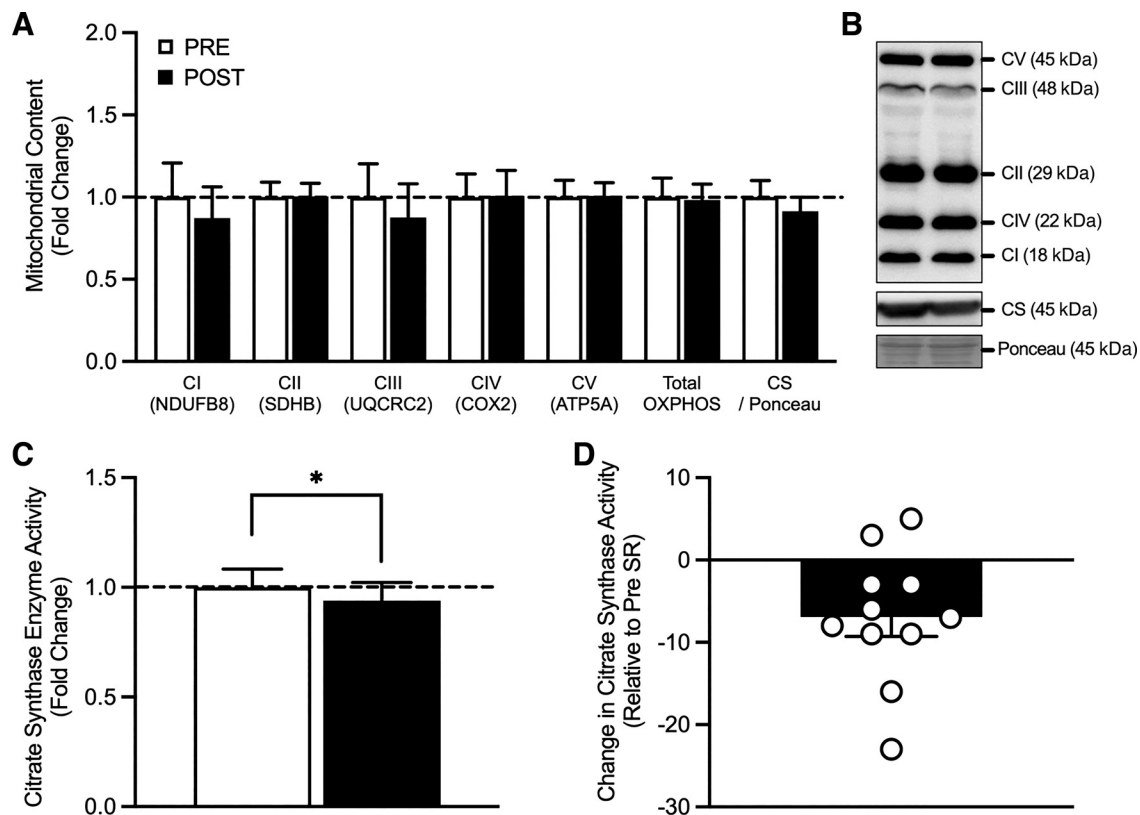 A
Mitochondrial Content
(Fold Change)
2.0
1.5
1.0
0.5
0.0
PRE
POST
CI
(NDUFB8)
CII
(SDHB)
CIII
(UQCRC2)
CIV
(COX2)
CV
(ATP5A)
Total
OXPHOS
CS
/ Ponceau
B
CV (45 kDa)
CIII (48 kDa)
CII (29 kDa)
CIV (22 kDa)
CI (18 kDa)
CS (45 kDa)
Ponceau (45 kDa)
C
Citrate Synthase Enzyme Activity
(Fold Change)
1.5
1.0
0.5
0.0
*
D
Change in Citrate Synthase Activity
(Relative to Pre SR)
10
0
-10
-20
-30